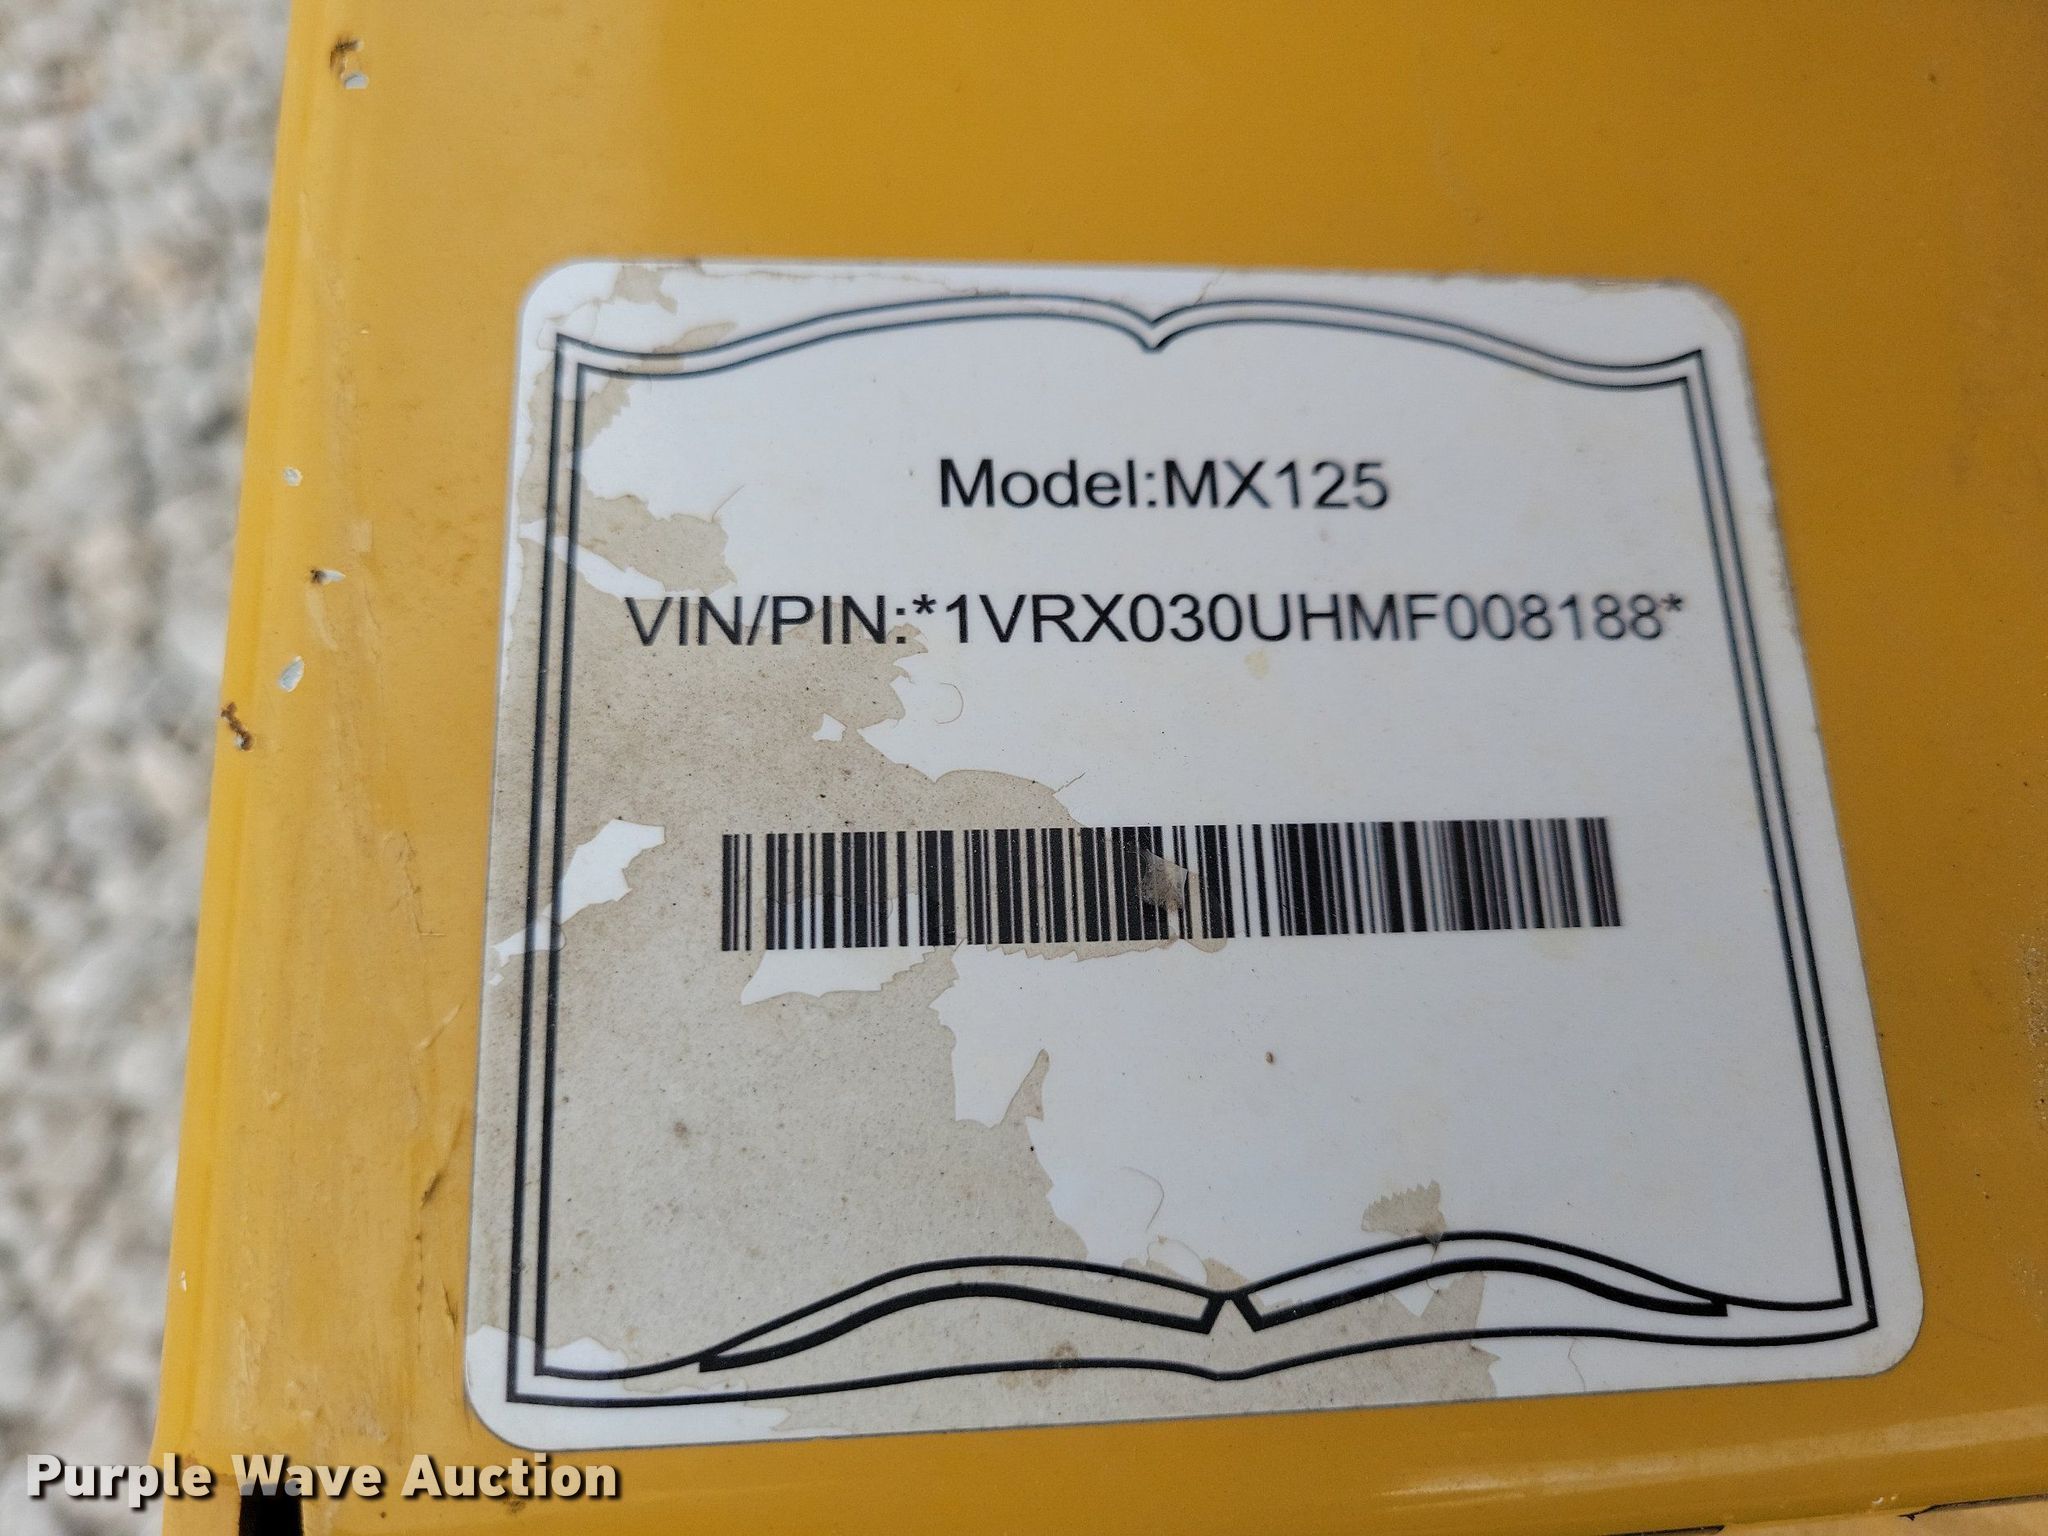 Model:MX125
VIN/PIN:*1VRX030UHMF008188*
Purple Wave Auction